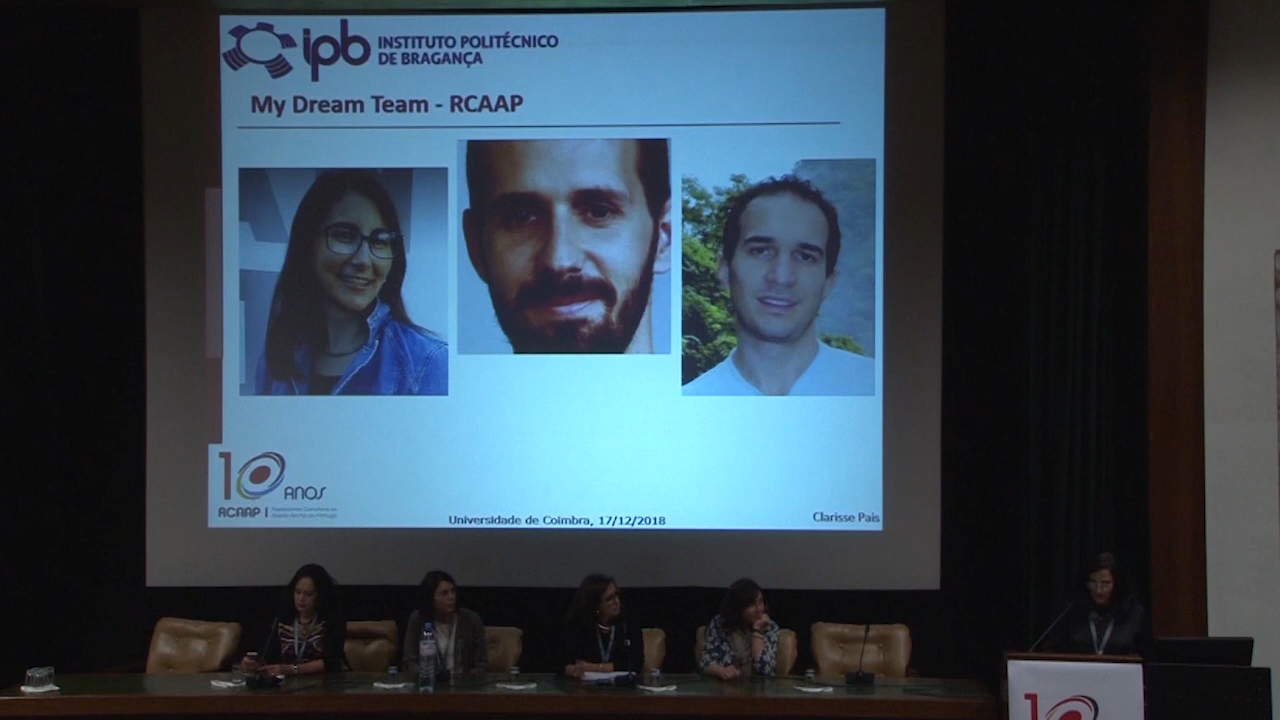 ipb INSTITUTO POLITÉCNICO
DE BRAGANÇA
My Dream Team - RCAAP
10 ANOS
RCAAP
Universidade de Coimbra, 17/12/2018
Clarisse Pais
10